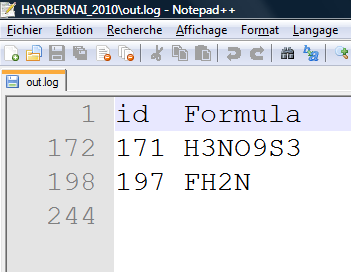 H:\OBERNAI_2010\out.log - Notepad++
Fichier Edition Recherche Affichage Format Langage
out.log
1 id Formula
172 171 H3NO9S3
198 197 FH2N
244